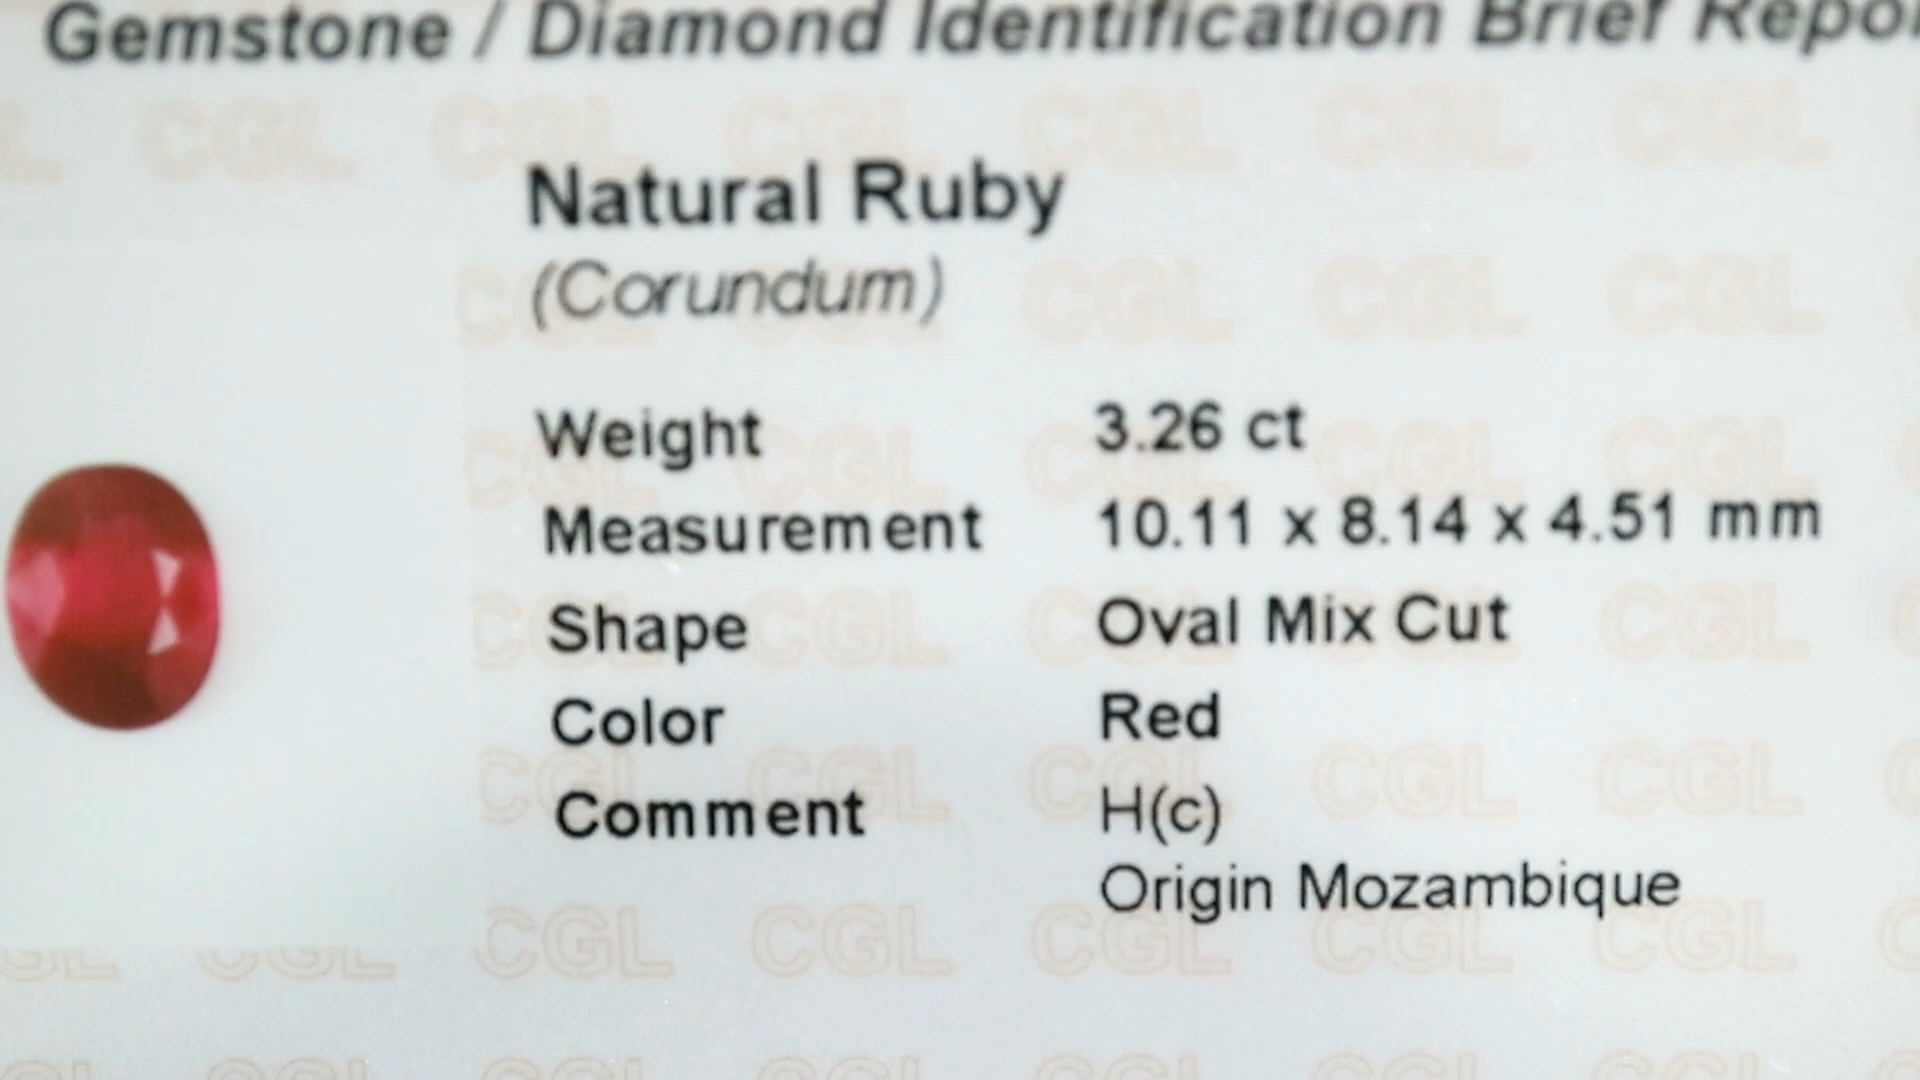 Gemstone / Diamond Identification Brief
Natural Ruby
(Corundum)
Weight 3.26 ct
Measurement 10.11 x 8.14 x 4.51 mm
Shape Oval Mix Cut
Color Red
Comment H(c)
Origin Mozambique
CGL